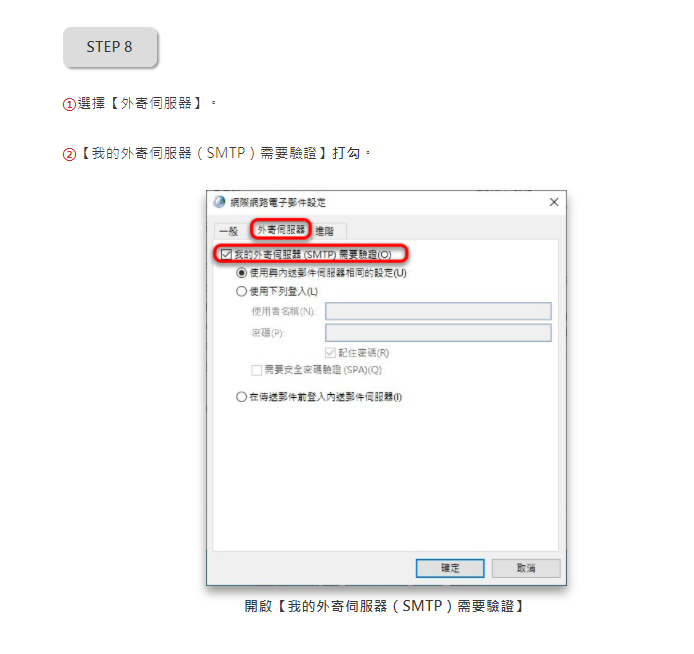 STEP 8
①選擇【外寄伺服器】。
②【我的外寄伺服器（SMTP）需要驗證】打勾。
網際網路電子郵件設定
一般 外寄伺服器 進階
我的外寄伺服器 (SMTP) 需要驗證(O)
使用與內送郵件伺服器相同的設定(U)
使用下列登入(L)
使用者名稱(N):
密碼(P):
記住密碼(R)
需要安全密碼驗證 (SPA)(Q)
在傳送郵件前登入內送郵件伺服器(I)
確定 取消
開啟【我的外寄伺服器（SMTP）需要驗證】